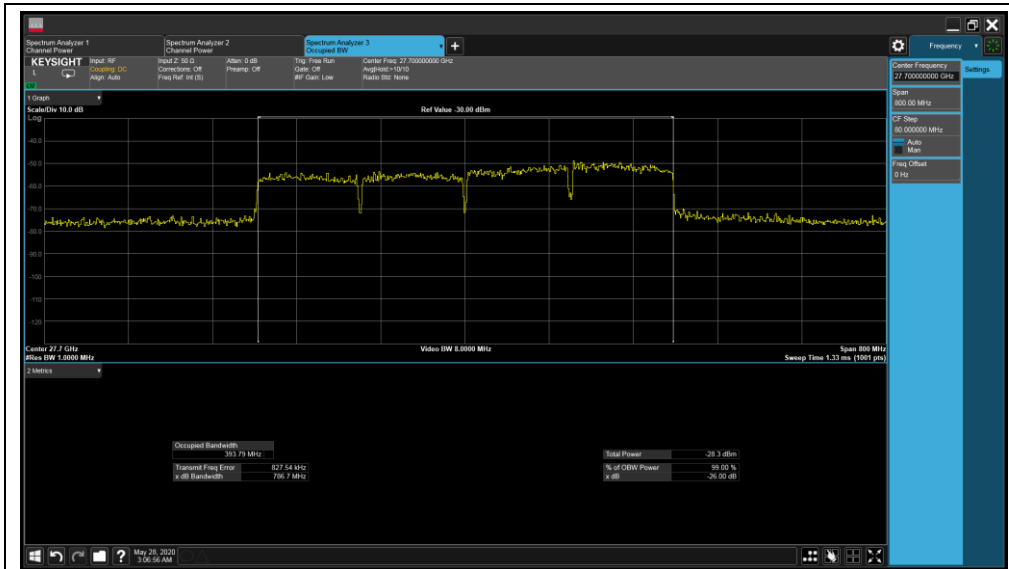 Spectrum Analyzer 1
Channel Power
Spectrum Analyzer 2
Channel Power
Spectrum Analyzer 3
Occupied BW
+
Frequency
KEYSIGHT
L
Input: RF
Coupling: DC
Align: Auto
Input Z: 50 Ω
Corrections: Off
Freq Ref: Int (S)
Atten: 0 dB
Preamp: Off
Trig: Free Run
Gate: Off
#IF Gain: Low
Center Freq: 27.700000000 GHz
Avg|Hold:>10/10
Radio Std: None
Center Frequency
27.700000000 GHz
Settings
Span
800.00 MHz
CF Step
80.000000 MHz
Auto
Man
Freq Offset
0 Hz
1 Graph
Scale/Div 10.0 dB
Ref Value -30.00 dBm
Log
-40.0
-50.0
-60.0
-70.0
-80.0
-90.0
-100
-110
-120
Center 27.7 GHz
#Res BW 1.0000 MHz
Video BW 8.0000 MHz
Span 800 MHz
Sweep Time 1.33 ms (1001 pts)
2 Metrics
Occupied Bandwidth
393.79 MHz
Transmit Freq Error 827.54 kHz
x dB Bandwidth 786.7 MHz
Total Power -28.3 dBm
% of OBW Power 99.00 %
x dB -26.00 dB
?
May 28, 2020
3:06:56 AM